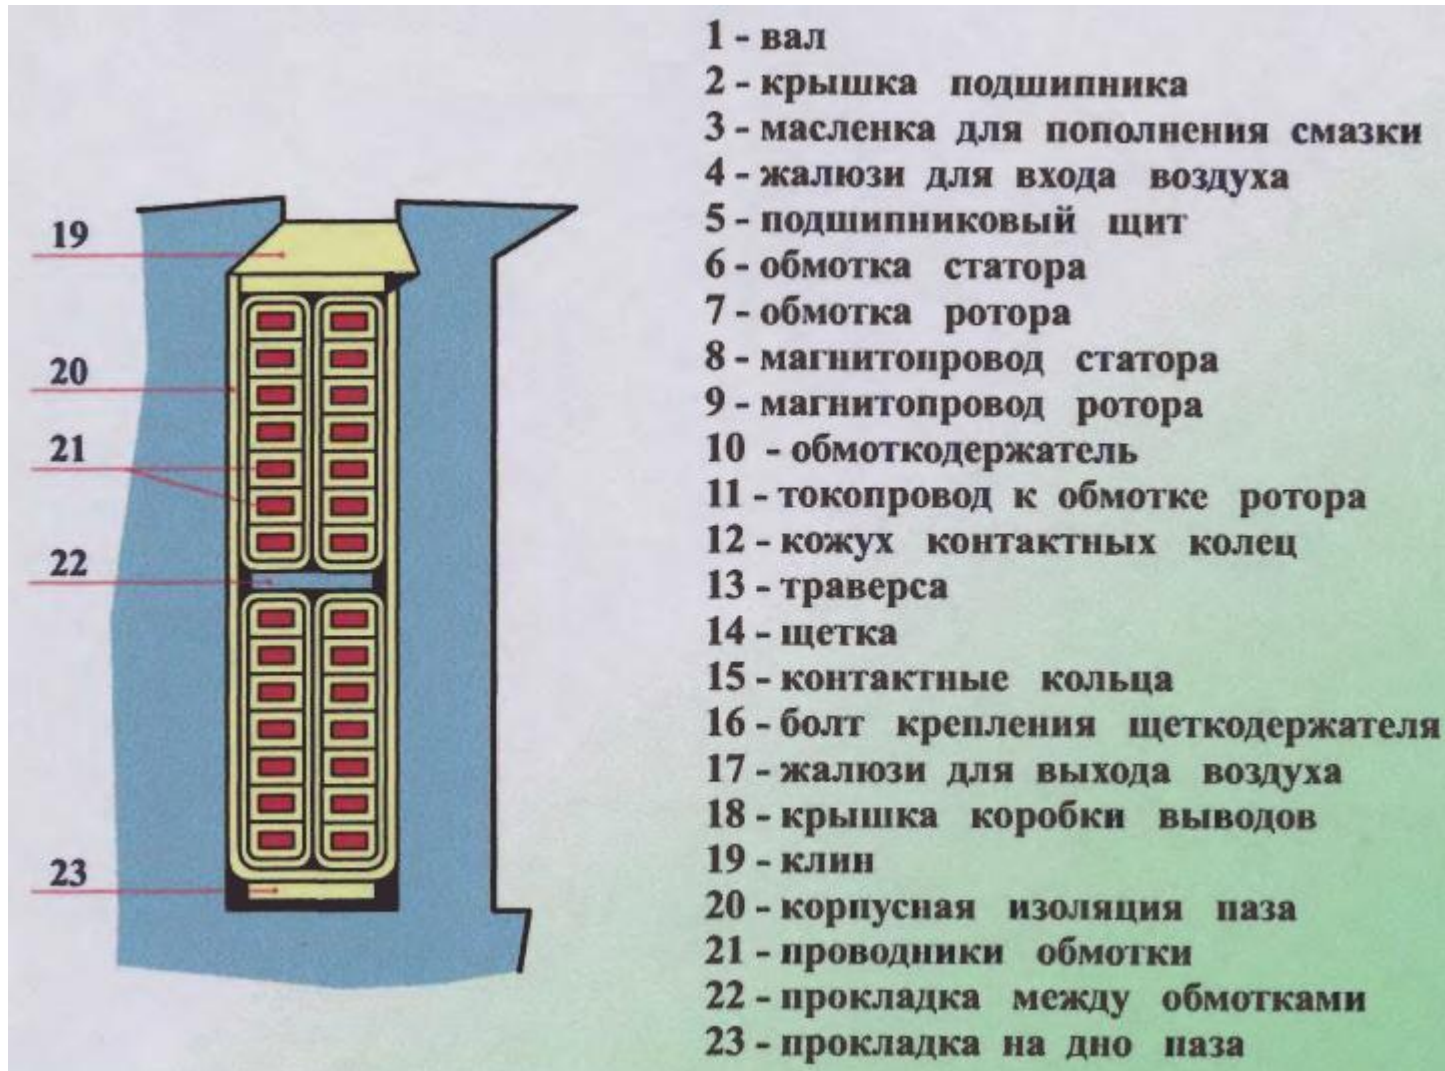 1 - вал
2 - крышка подшипника
3 - масленка для пополнения смазки
4 - жалюзи для входа воздуха
5 - подшипниковый щит
6 - обмотка статора
7 - обмотка ротора
8 - магнитопровод статора
9 - магнитопровод ротора
10 - обмоткодержатель
11 - токопровод к обмотке ротора
12 - кожух контактных колец
13 - траверса
14 - щетка
15 - контактные кольца
16 - болт крепления щеткодержателя
17 - жалюзи для выхода воздуха
18 - крышка коробки выводов
19 - клин
20 - корпусная изоляция паза
21 - проводники обмотки
22 - прокладка между обмотками
23 - прокладка на дно паза
19
20
21
22
23